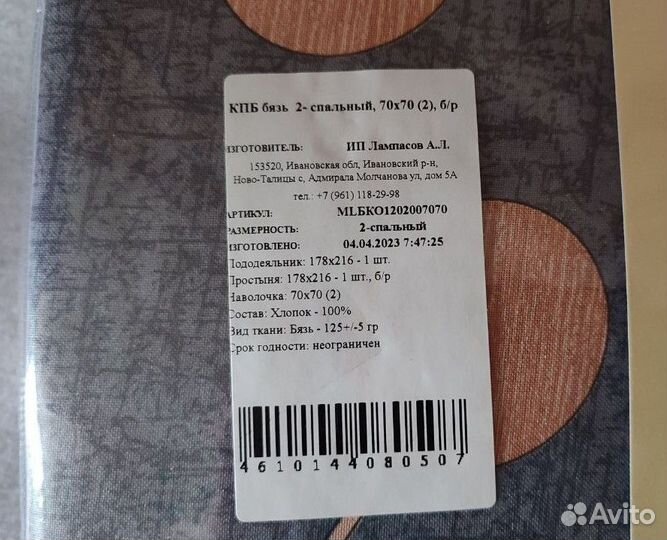 КПБ бязь 2- спальный, 70х70 (2), б/р
ИЗГОТОВИТЕЛЬ: ИП Лампасов А.Л.
153520, Ивановская обл, Ивановский р-н,
Ново-Талицы с, Адмирала Молчанова ул, дом 5А
тел.: +7 (961) 118-29-98
АРТИКУЛ: MLБКО1202007070
РАЗМЕРНОСТЬ: 2-спальный
ИЗГОТОВЛЕНО: 04.04.2023 7:47:25
Пододеяльник: 178х216 - 1 шт.
Простыня: 178х216 - 1 шт., б/р
Наволочка: 70х70 (2)
Состав: Хлопок - 100%
Вид ткани: Бязь - 125+/-5 гр
Срок годности: неограничен
4610144080507
Avito